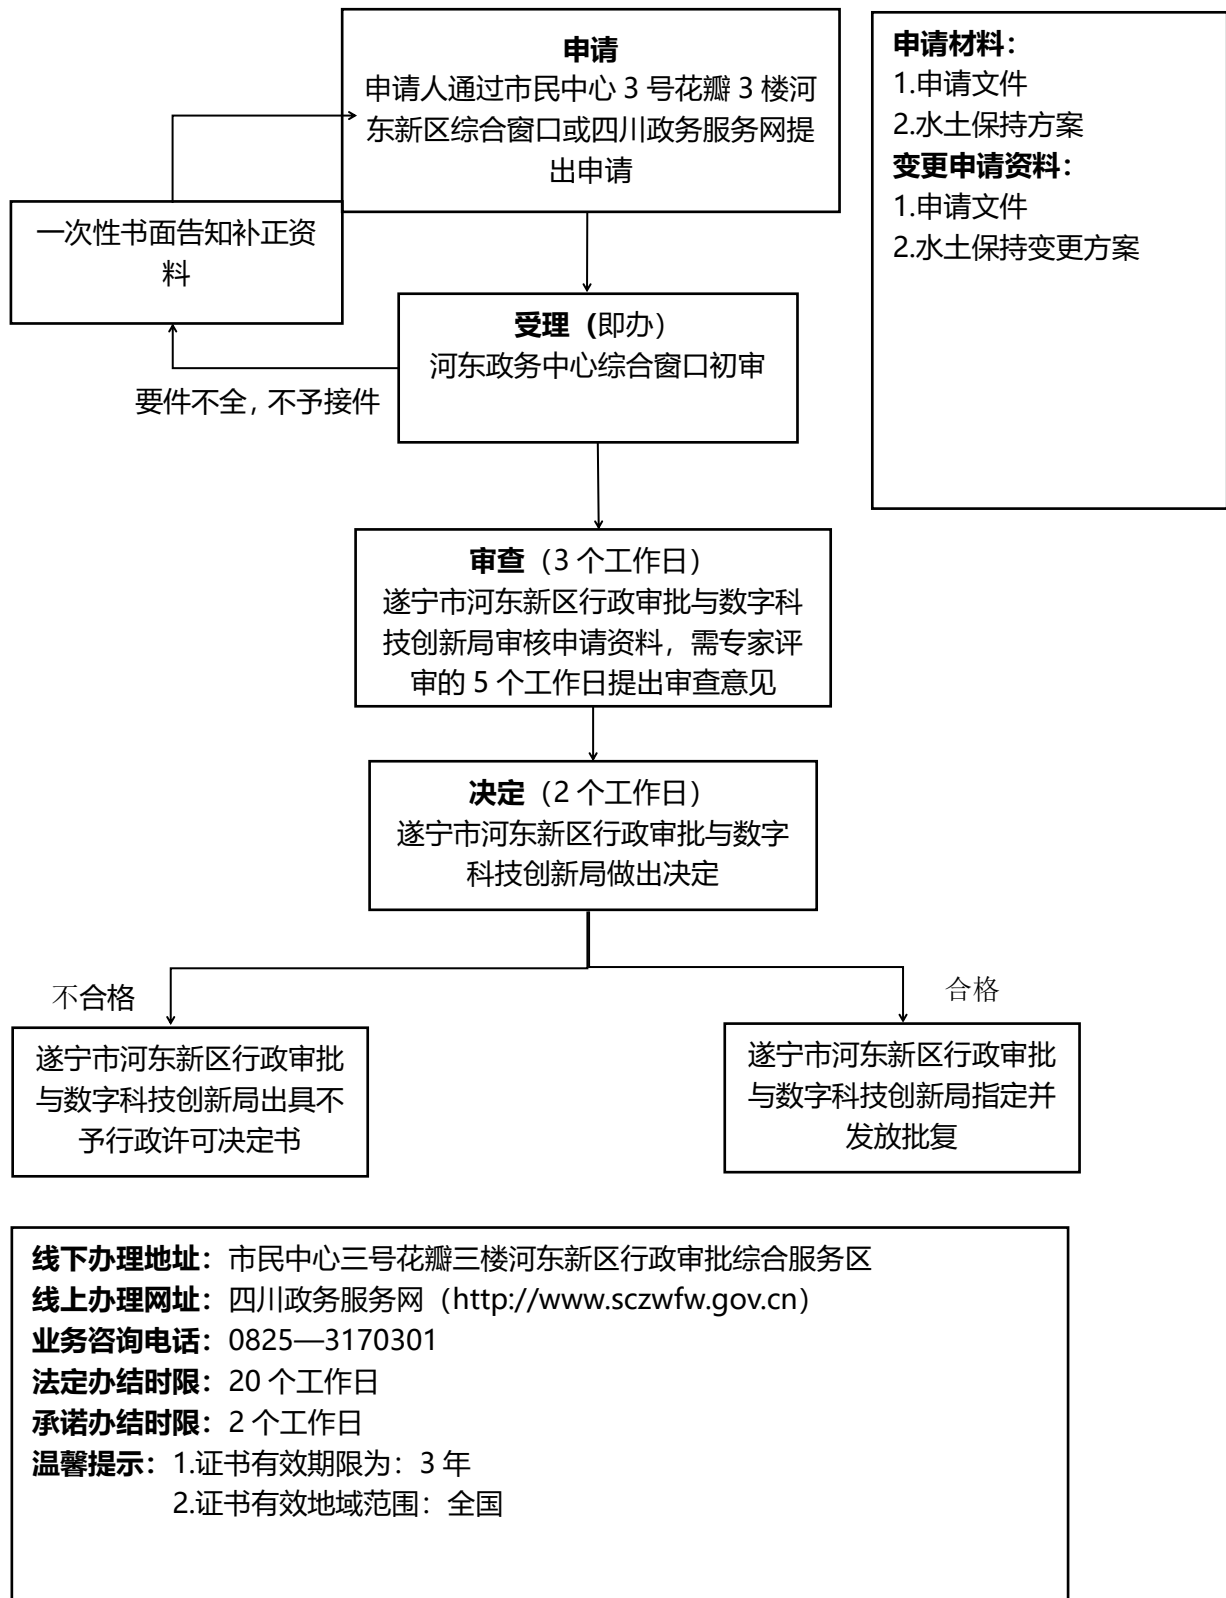 申请
申请人通过市民中心 3 号花瓣 3 楼河
东新区综合窗口或四川政务服务网提
出申请
申请材料：
1.申请文件
2.水土保持方案
变更申请资料：
1.申请文件
2.水土保持变更方案
一次性书面告知补正资
料
受理（即办）
河东政务中心综合窗口初审
要件不全，不予接件
审查（3 个工作日）
遂宁市河东新区行政审批与数字科
技创新局审核申请资料，需专家评
审的 5 个工作日提出审查意见
决定（2 个工作日）
遂宁市河东新区行政审批与数字
科技创新局做出决定
不合格
合格
遂宁市河东新区行政审批
与数字科技创新局出具不
予行政许可决定书
遂宁市河东新区行政审批
与数字科技创新局指定并
发放批复
线下办理地址：市民中心三号花瓣三楼河东新区行政审批综合服务区
线上办理网址：四川政务服务网（http://www.sczwfw.gov.cn）
业务咨询电话：0825—3170301
法定办结时限：20 个工作日
承诺办结时限：2 个工作日
温馨提示：1.证书有效期限为：3 年
2.证书有效地域范围：全国